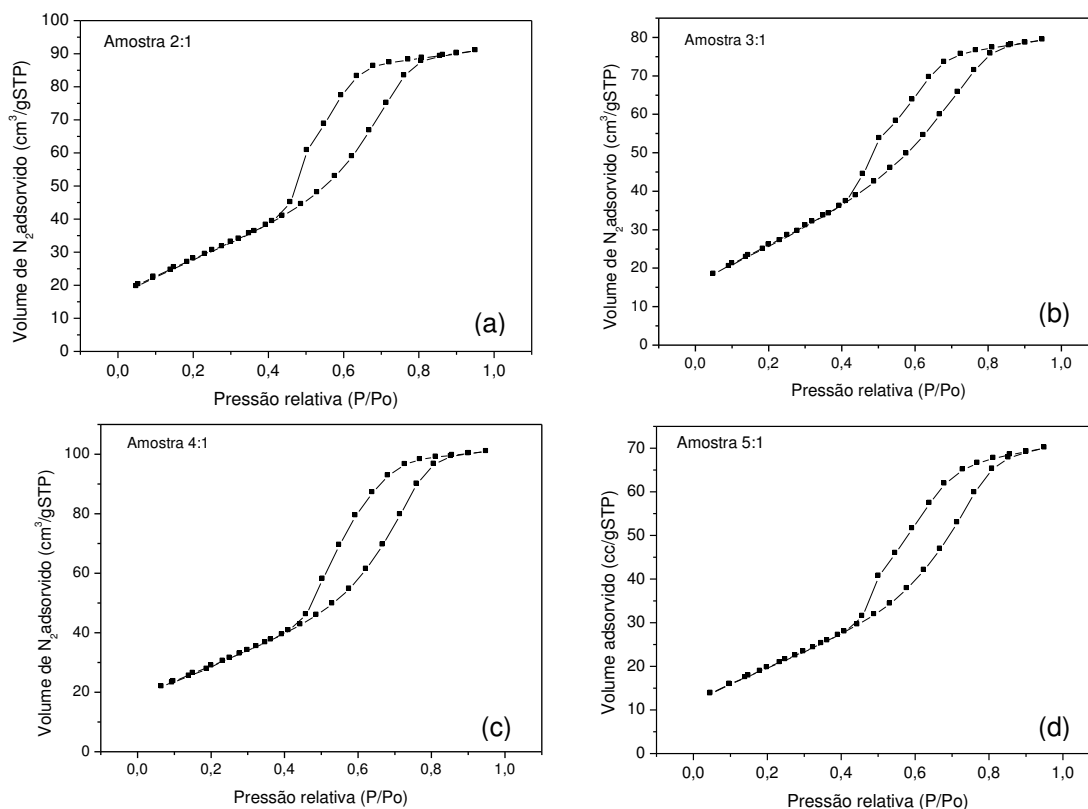 Amostra 2:1
Volume de N2adsorvido (cm³/gSTP)
100
90
80
70
60
50
40
30
20
10
0
0,0 0,2 0,4 0,6 0,8 1,0
Pressão relativa (P/Po)
(a)
Amostra 3:1
Volume de N2adsorvido (cm³/gSTP)
80
70
60
50
40
30
20
10
0
0,0 0,2 0,4 0,6 0,8 1,0
Pressão relativa (P/Po)
(b)
Amostra 4:1
Volume de N2adsorvido (cm³/gSTP)
100
80
60
40
20
0
0,0 0,2 0,4 0,6 0,8 1,0
Pressão relativa (P/Po)
(c)
Amostra 5:1
Volume adsorvido (cc/gSTP)
70
60
50
40
30
20
10
0
0,0 0,2 0,4 0,6 0,8 1,0
Pressão relativa (P/Po)
(d)